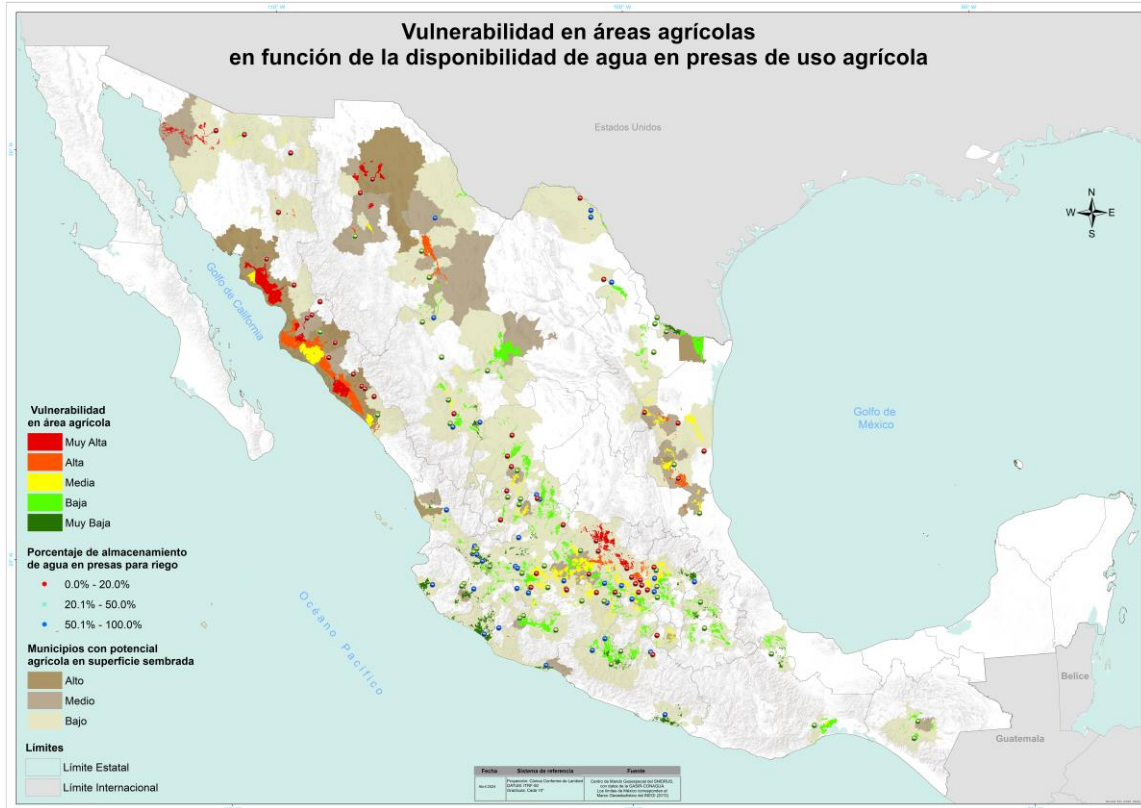 Vulnerabilidad en áreas agrícolas
en función de la disponibilidad de agua en presas de uso agrícola
Estados Unidos
N
W E
S
Golfo de California
Golfo de
México
Océano Pacífico
Belice
Guatemala
Vulnerabilidad
en área agrícola
Muy Alta
Alta
Media
Baja
Muy Baja
Porcentaje de almacenamiento
de agua en presas para riego
0.0% - 20.0%
20.1% - 50.0%
50.1% - 100.0%
Municipios con potencial
agrícola en superficie sembrada
Alto
Medio
Bajo
Límites
Límite Estatal
Límite Internacional
Fecha Sistema de referencia Fuente